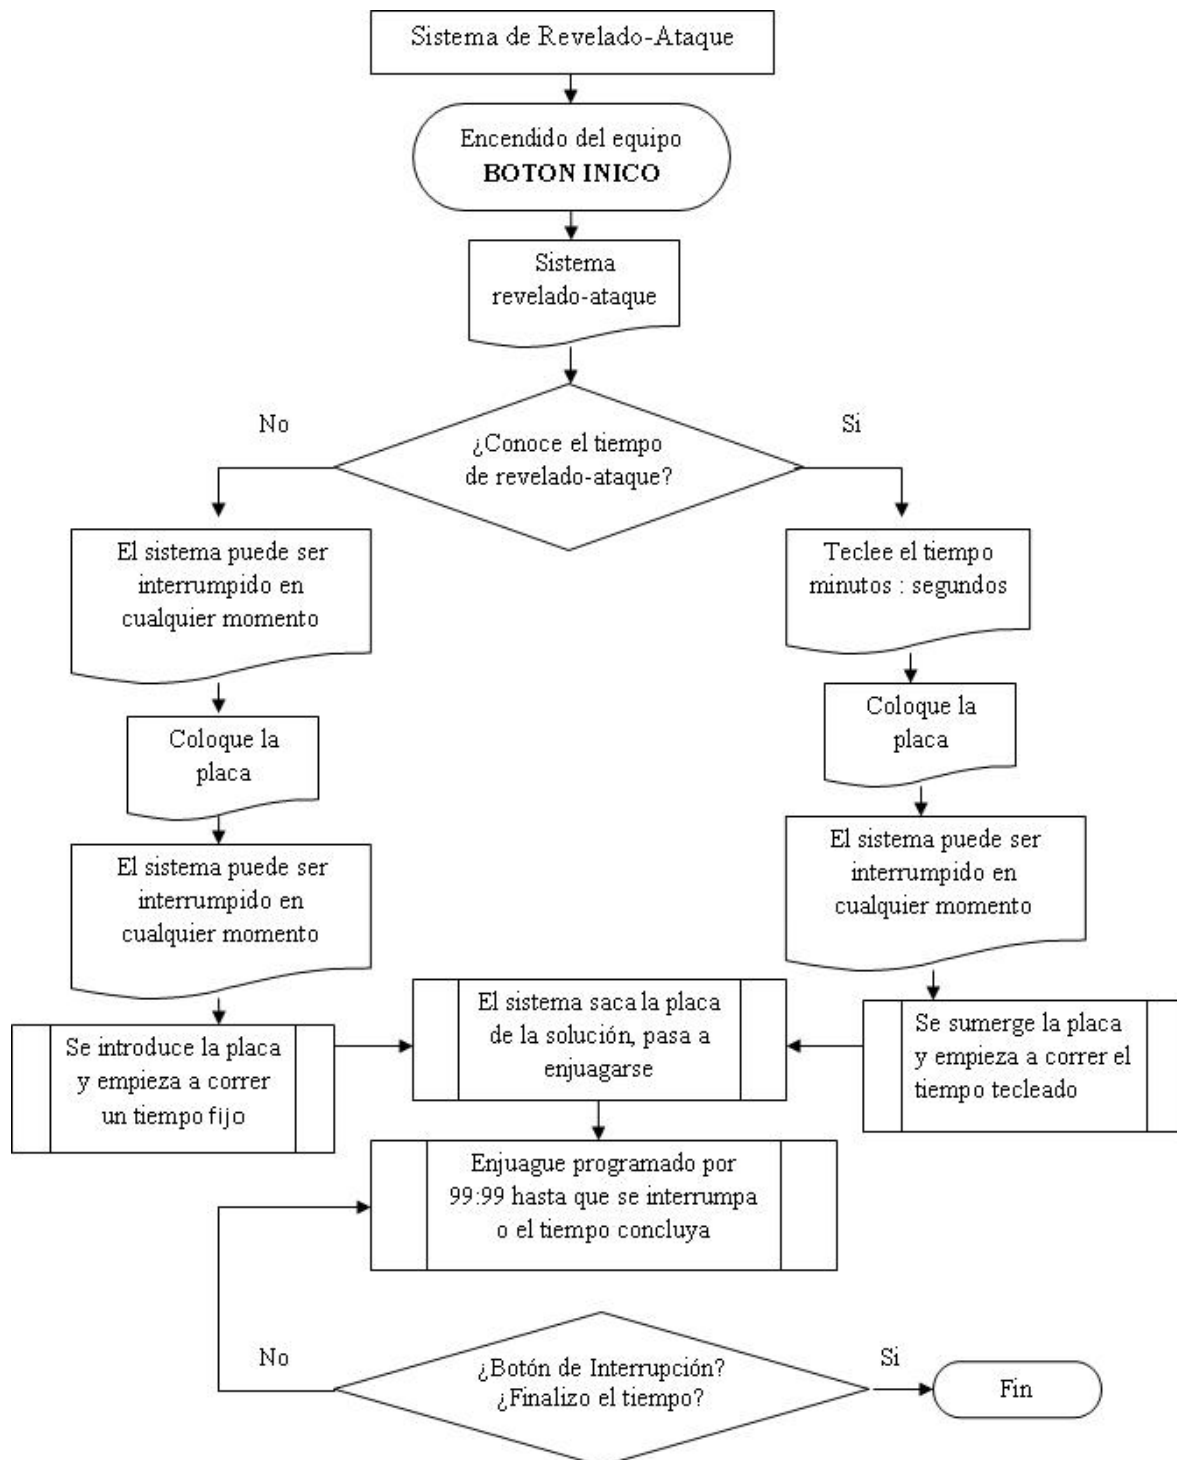 Sistema de Revelado-Ataque
Encendido del equipo
BOTON INICO
Sistema
revelado-ataque
No
Si
¿Conoce el tiempo
de revelado-ataque?
El sistema puede ser
interrumpido en
cualquier momento
Coloque la
placa
El sistema puede ser
interrumpido en
cualquier momento
Se introduce la placa
y empieza a correr
un tiempo fijo
Teclee el tiempo
minutos : segundos
Coloque la
placa
El sistema puede ser
interrumpido en
cualquier momento
Se sumerge la placa
y empieza a correr el
tiempo tecleado
El sistema saca la placa
de la solución, pasa a
enjuagarse
Enjuague programado por
99:99 hasta que se interrumpa
o el tiempo concluya
No
¿Botón de Interrupción?
¿Finalizo el tiempo?
Si
Fin